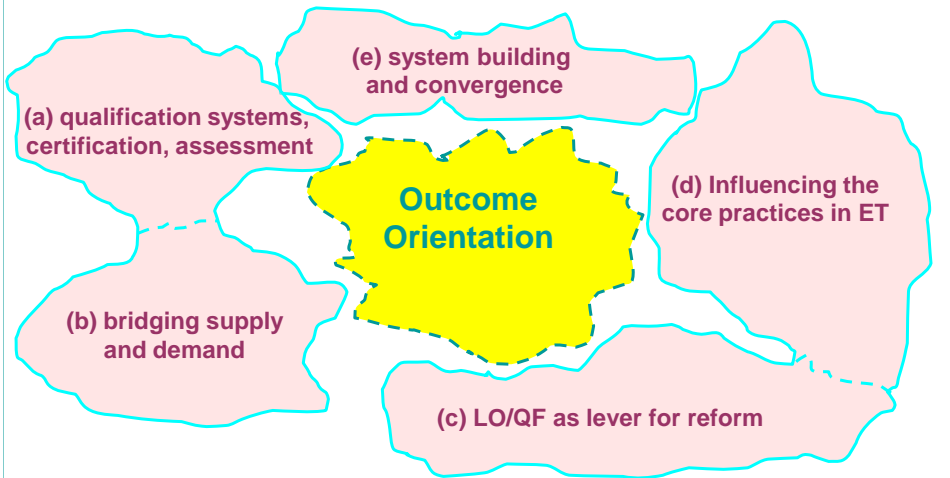 (e) system building
and convergence
(a) qualification systems,
certification, assessment
Outcome
Orientation
(d) Influencing the
core practices in ET
(b) bridging supply
and demand
(c) LO/QF as lever for reform